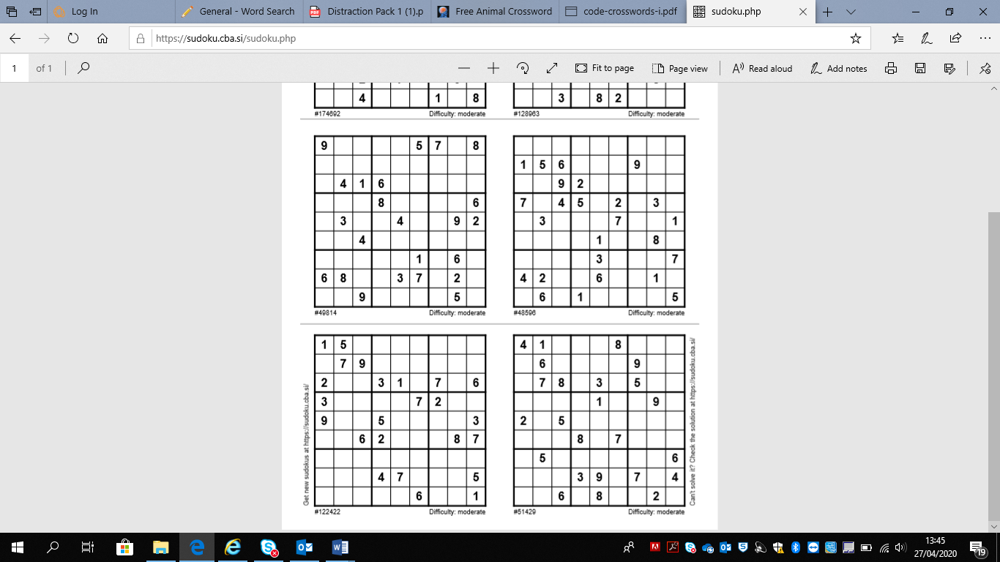 Log In
General - Word Search
Distraction Pack 1 (1).p
Free Animal Crossword
code-crosswords-i.pdf
sudoku.php
https://sudoku.cba.si/sudoku.php
1 of 1
Fit to page
Page view
Read aloud
Add notes
4 1 8
#174692 Difficulty: moderate
3 8 2
#128963 Difficulty: moderate
9 5 7 8
4 1 6
8 6
3 4 9 2
4
1 6
6 8 3 7 2
9 5
#49814 Difficulty: moderate
1 5 6 9
9 2
7 4 5 2 3
3 7 1
1 8
3 7
4 2 6 1
6 1 5
#48596 Difficulty: moderate
Get new sudokus at https://sudoku.cba.si/
1 5
7 9
2 3 1 7 6
3 7 2
9 5 3
6 2 8 7
4 7 5
6 1
#122422 Difficulty: moderate
4 1 8
6 9
7 8 3 5
1 9
2 5
8 7
5 6
3 9 7 4
6 8 2
#51429 Difficulty: moderate
Can't solve it? Check the solution at https://sudoku.cba.si/
13:45
27/04/2020
19